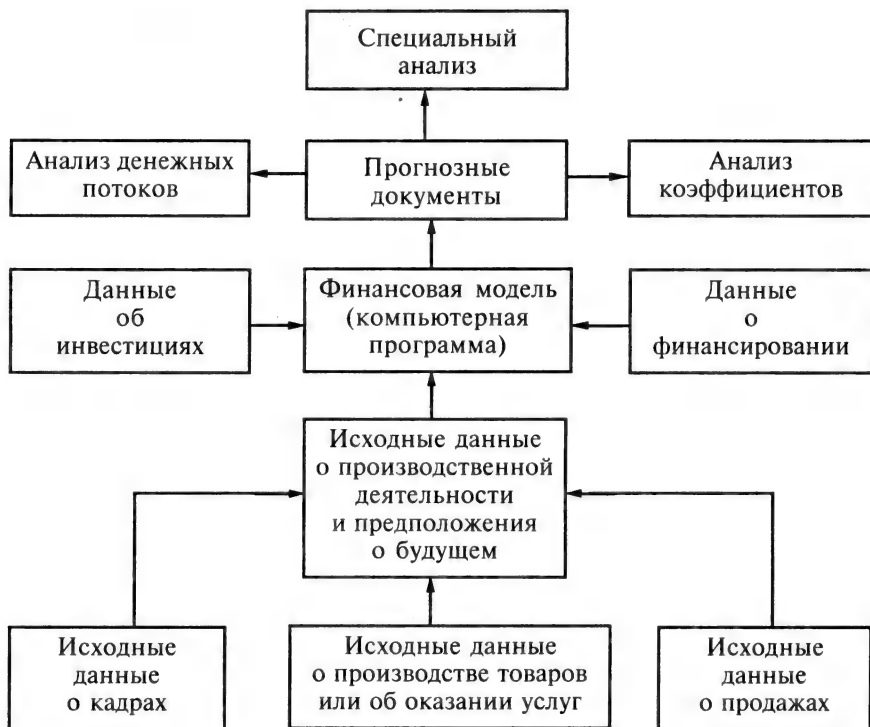 Специальный
анализ
Анализ денежных
потоков
Прогнозные
документы
Анализ
коэффициентов
Данные
об
инвестициях
Финансовая модель
(компьютерная
программа)
Данные
о
финансировании
Исходные данные
о производственной
деятельности
и предположения
о будущем
Исходные
данные
о кадрах
Исходные данные
о производстве товаров
или об оказании услуг
Исходные
данные
о продажах